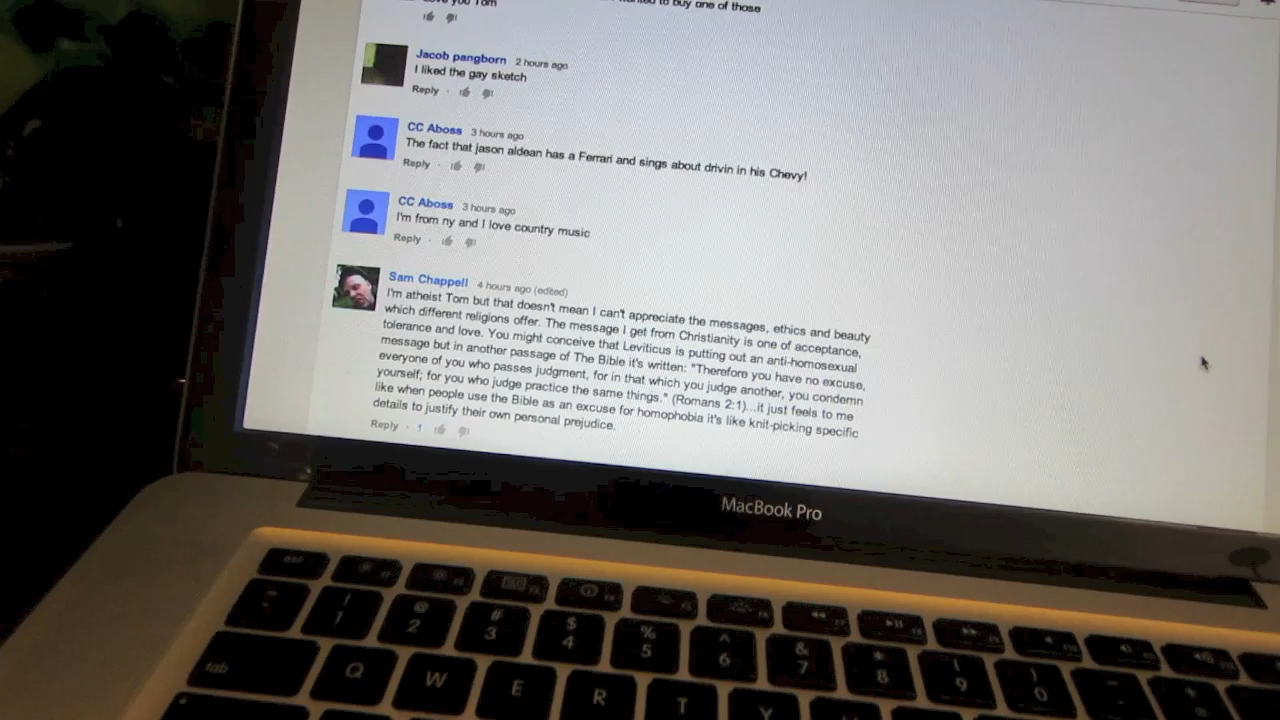 you Tom
to buy one of those
Jacob pangborn 2 hours ago
I liked the gay sketch
Reply
CC Aboss 3 hours ago
The fact that jason aldean has a Ferrari and sings about drivin in his Chevy!
Reply
CC Aboss 3 hours ago
I'm from ny and I love country music
Reply
Sam Chappell 4 hours ago (edited)
I'm atheist Tom but that doesn't mean I can't appreciate the messages, ethics and beauty
which different religions offer. The message I get from Christianity is one of acceptance,
tolerance and love. You might conceive that Leviticus is putting out an anti-homosexual
message but in another passage of The Bible it's written: "Therefore you have no excuse,
everyone of you who passes judgment, for in that which you judge another, you condemn
yourself; for you who judge practice the same things." (Romans 2:1)...it just feels to me
like when people use the Bible as an excuse for homophobia it's like knit-picking specific
details to justify their own personal prejudice.
Reply · 1
MacBook Pro
esc
! 1 @ 2 # 3 $ 4 % 5 ^ 6 & 7 * 8 ( 9 ) 0
tab Q W E R T Y